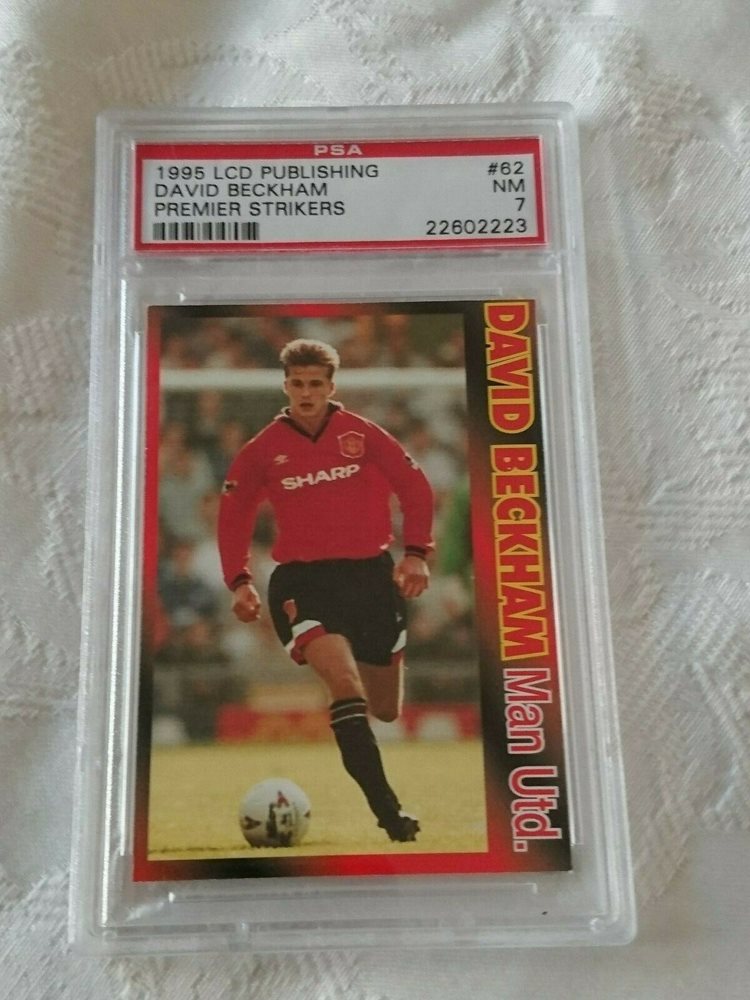 PSA
1995 LCD PUBLISHING #62
DAVID BECKHAM NM
PREMIER STRIKERS 7
22602223
DAVID BECKHAM Man Utd.
SHARP